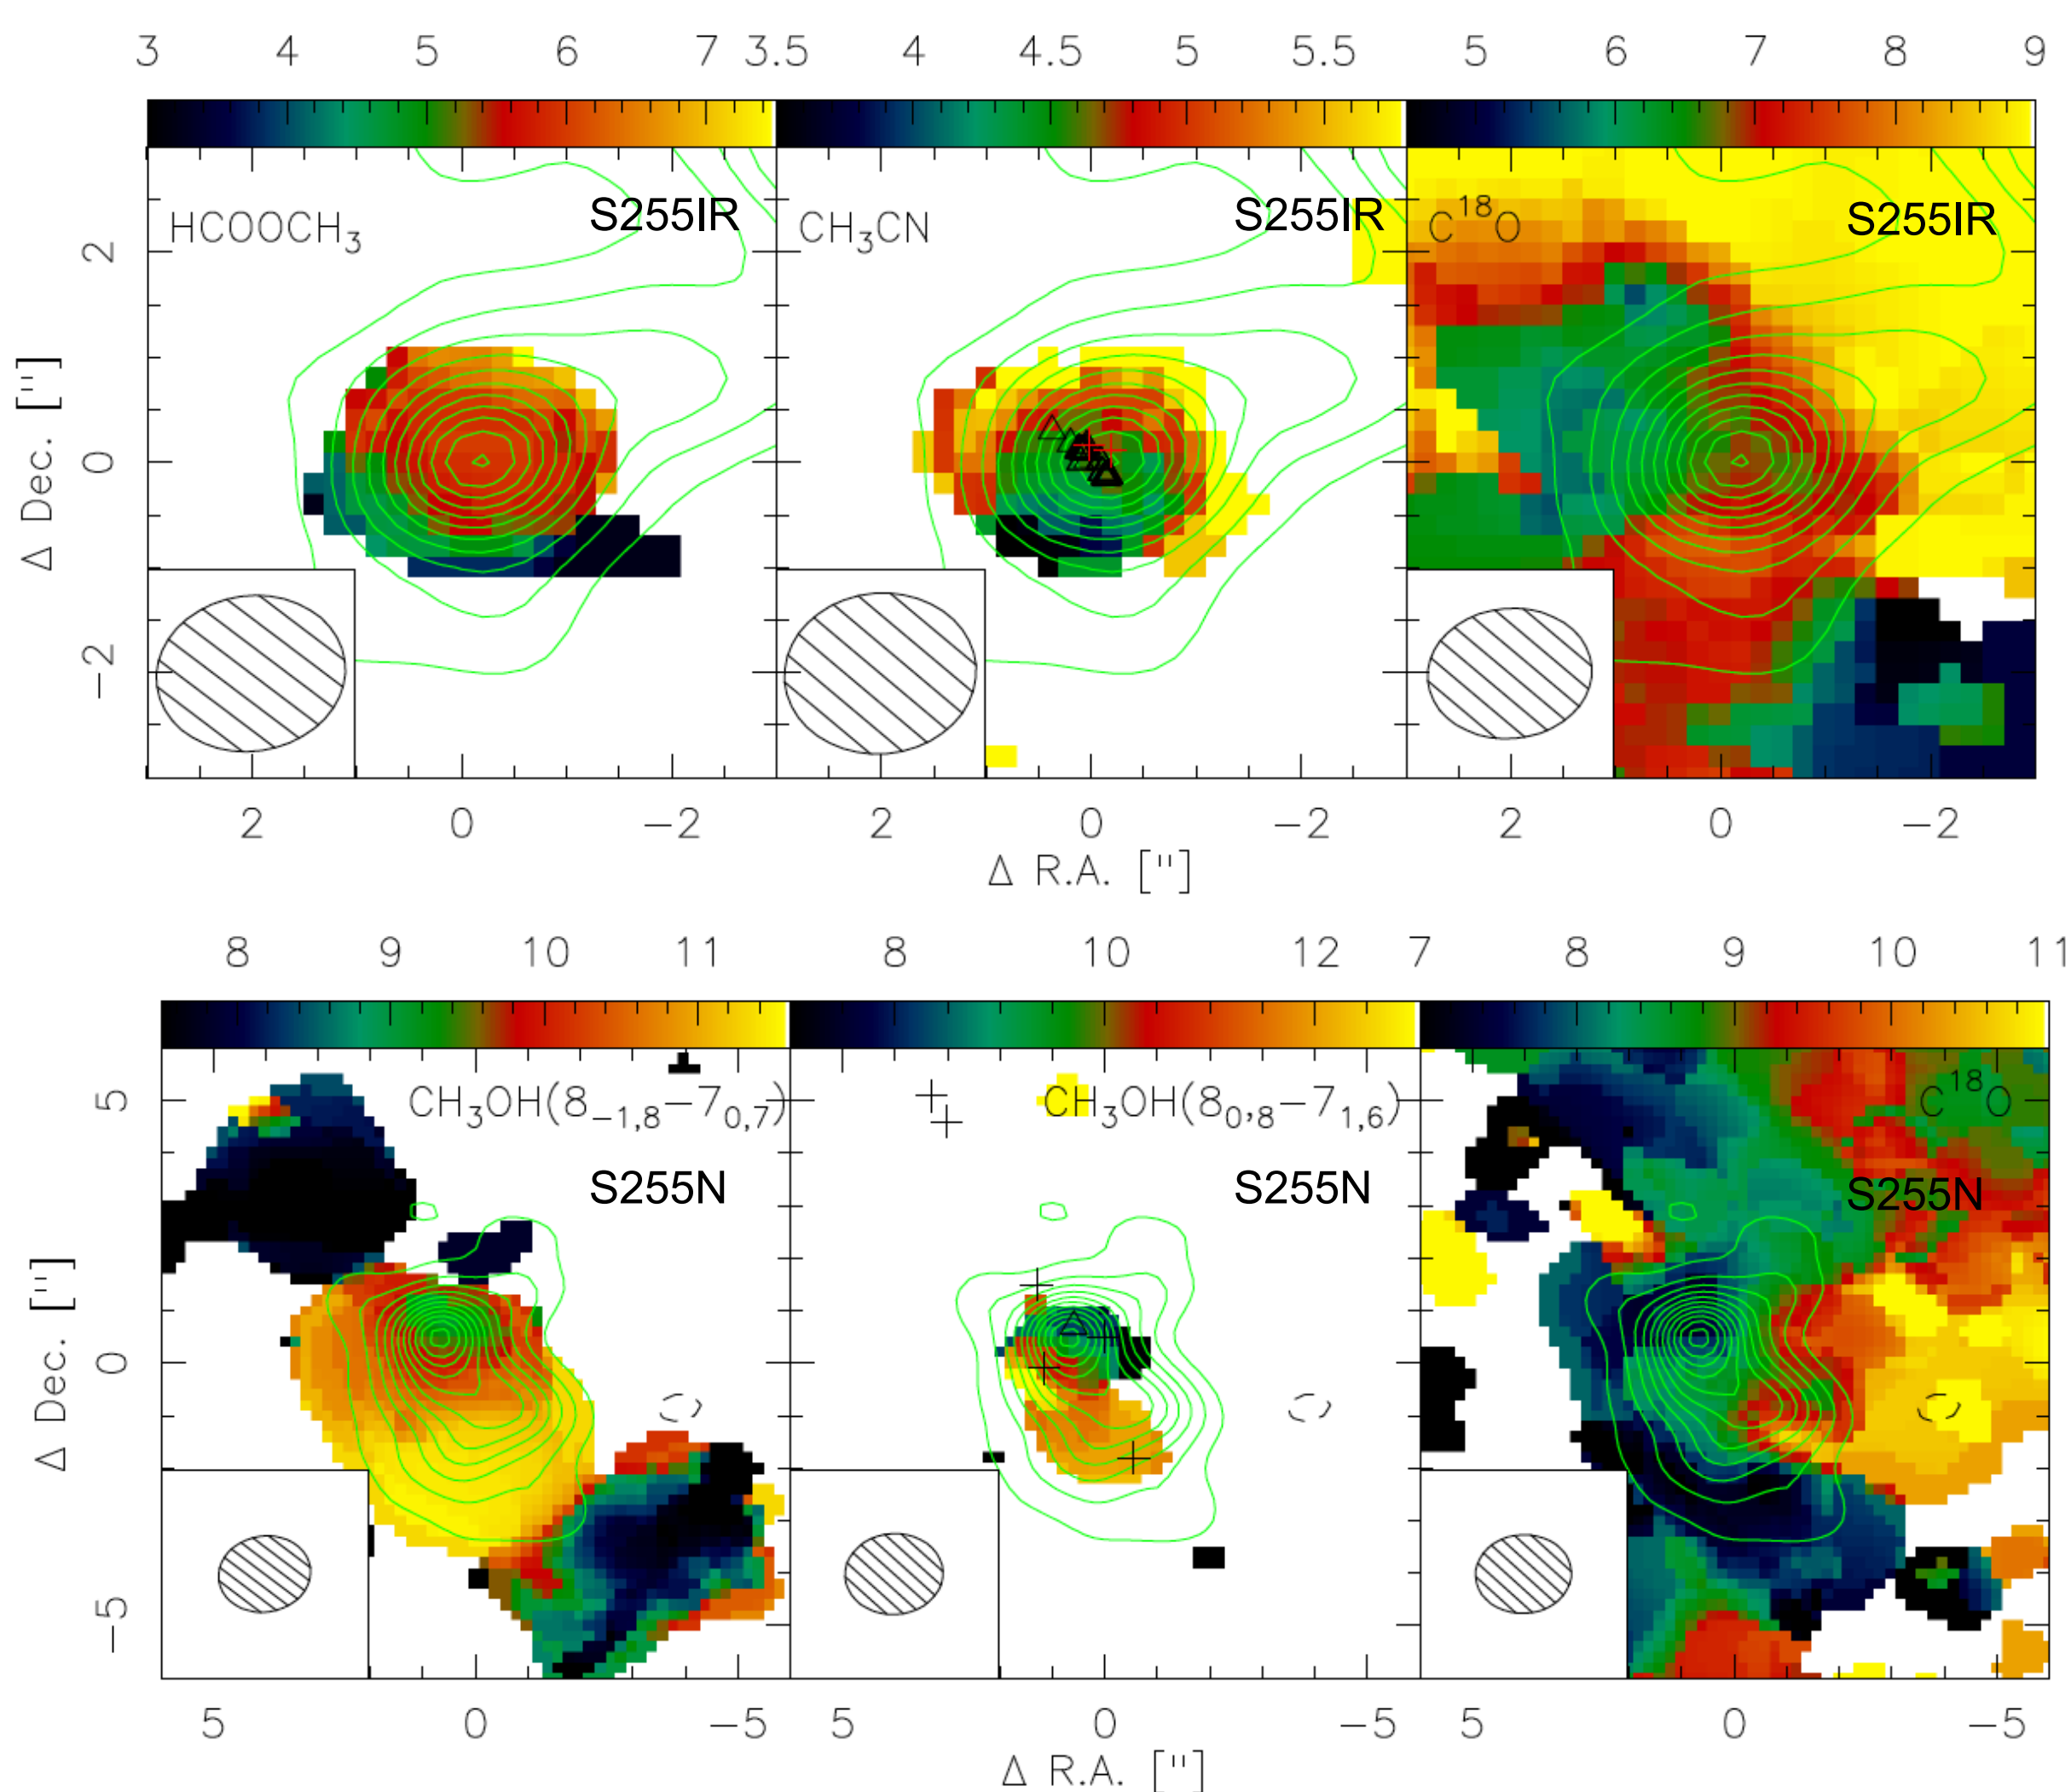 3 4 5 6 7 3.5 4 4.5 5 5.5 5 6 7 8 9
HCOOCH₃ S255IR CH₃CN S255IR C¹⁸O S255IR
2
0
−2
Δ Dec. ["]
2 0 −2 2 0 −2 2 0 −2
Δ R.A. ["]
8 9 10 11 8 10 12 7 8 9 10 11
CH₃OH(8₋₁,₈−7₀,₇) CH₃OH(8₀,₈−7₁,₆) C¹⁸O
S255N S255N S255N
5
0
−5
Δ Dec. ["]
5 0 −5 5 0 −5 5 0 −5
Δ R.A. ["]